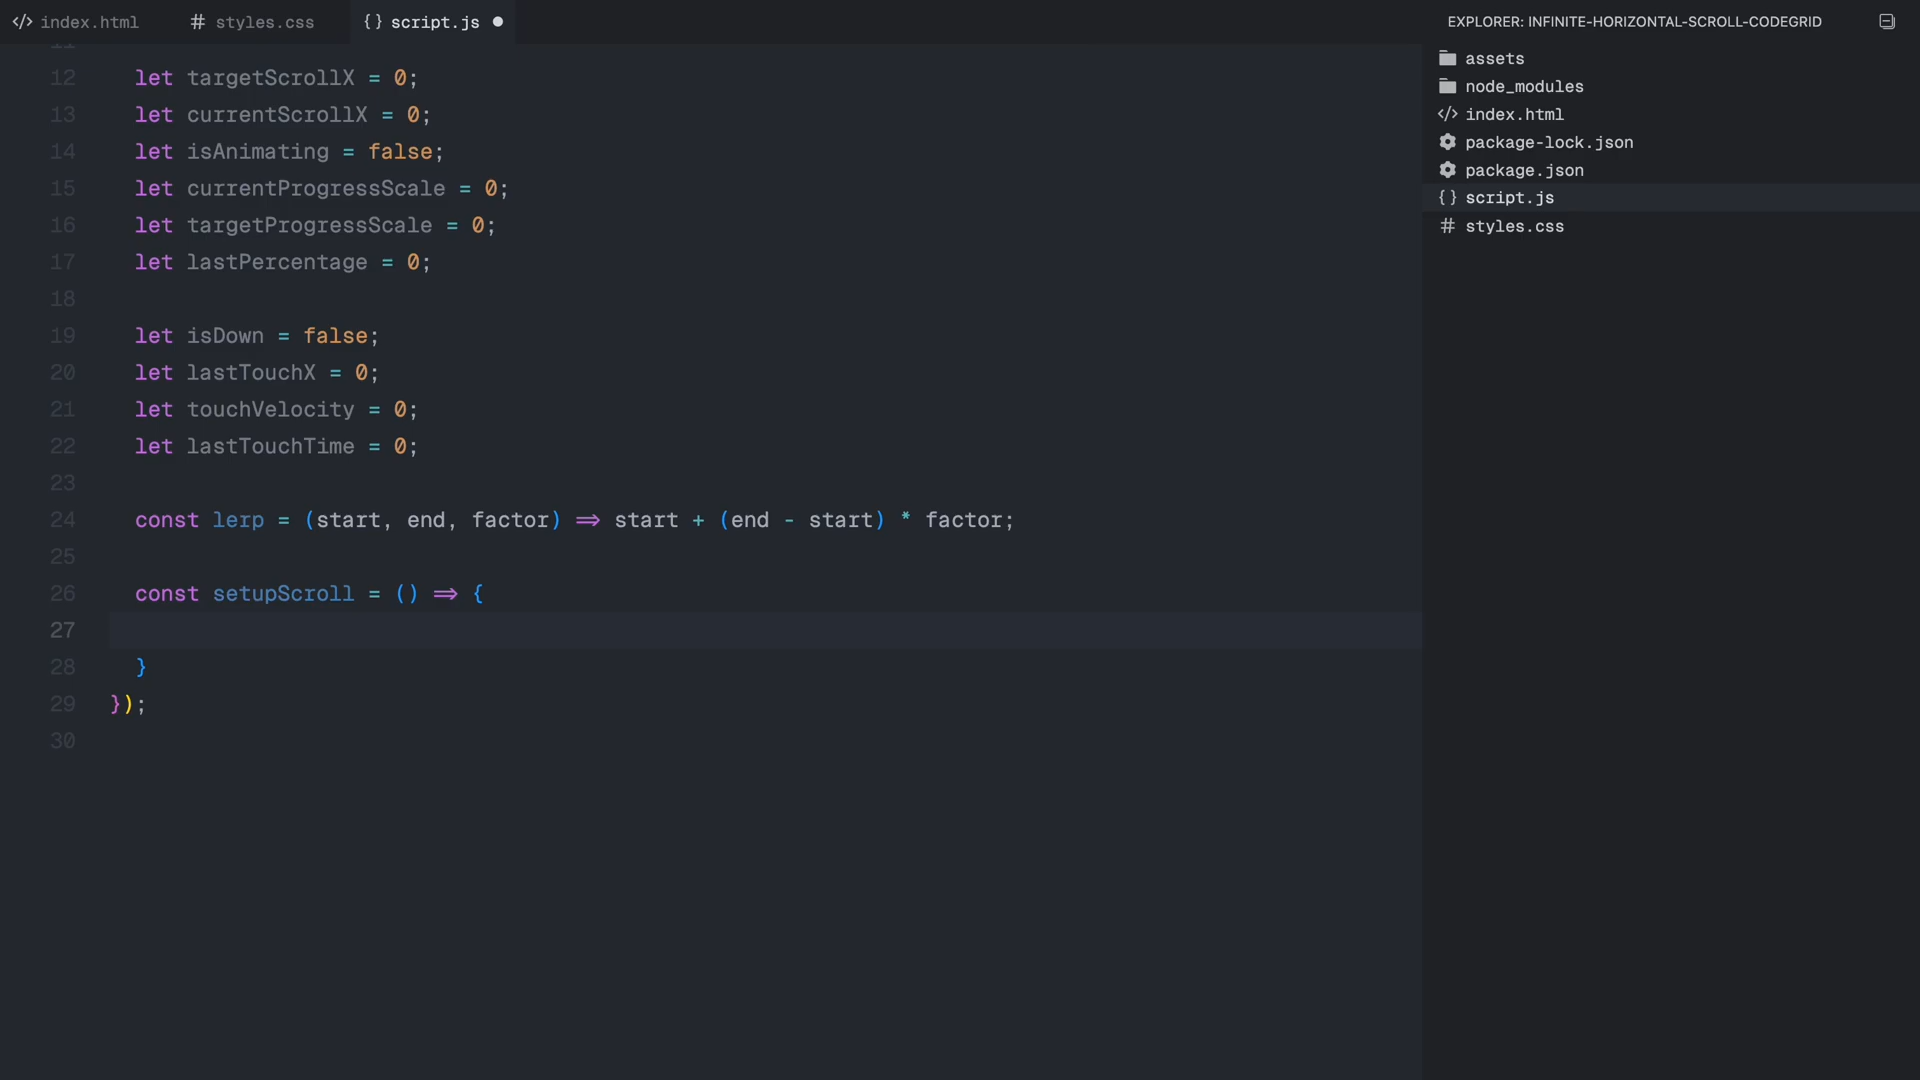 index.html
styles.css
script.js
EXPLORER: INFINITE-HORIZONTAL-SCROLL-CODEGRID
11
12 let targetScrollX = 0;
13 let currentScrollX = 0;
14 let isAnimating = false;
15 let currentProgressScale = 0;
16 let targetProgressScale = 0;
17 let lastPercentage = 0;
18
19 let isDown = false;
20 let lastTouchX = 0;
21 let touchVelocity = 0;
22 let lastTouchTime = 0;
23
24 const lerp = (start, end, factor) => start + (end - start) * factor;
25
26 const setupScroll = () => {
27
28 }
29 });
30
assets
node_modules
index.html
package-lock.json
package.json
script.js
styles.css